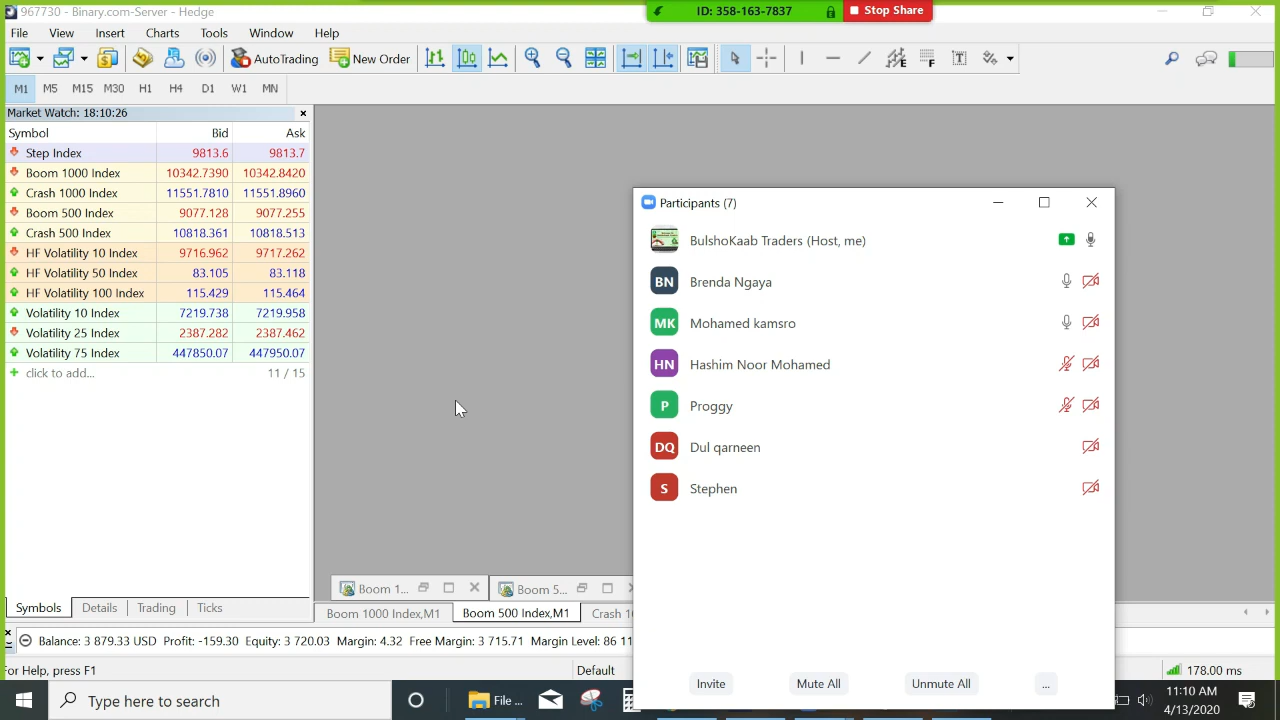 967730 - Binary.com-Server - Hedge
ID: 358-163-7837
Stop Share
File View Insert Charts Tools Window Help
AutoTrading New Order
M1 M5 M15 M30 H1 H4 D1 W1 MN
Market Watch: 18:10:26
Symbol Bid Ask
Step Index 9813.6 9813.7
Boom 1000 Index 10342.7390 10342.8420
Crash 1000 Index 11551.7810 11551.8960
Boom 500 Index 9077.128 9077.255
Crash 500 Index 10818.361 10818.513
HF Volatility 10 Index 9716.962 9717.262
HF Volatility 50 Index 83.105 83.118
HF Volatility 100 Index 115.429 115.464
Volatility 10 Index 7219.738 7219.958
Volatility 25 Index 2387.282 2387.462
Volatility 75 Index 447850.07 447950.07
click to add... 11 / 15
Participants (7)
BulshoKaab Traders (Host, me)
BN Brenda Ngaya
MK Mohamed kamsro
HN Hashim Noor Mohamed
P Proggy
DQ Dul qarneen
S Stephen
Invite Mute All Unmute All ...
Boom 1... Boom 5...
Symbols Details Trading Ticks
Boom 1000 Index,M1 Boom 500 Index,M1 Crash 10
Balance: 3 879.33 USD Profit: -159.30 Equity: 3 720.03 Margin: 4.32 Free Margin: 3 715.71 Margin Level: 86 11
For Help, press F1 Default 178.00 ms
Type here to search
File ...
11:10 AM
4/13/2020